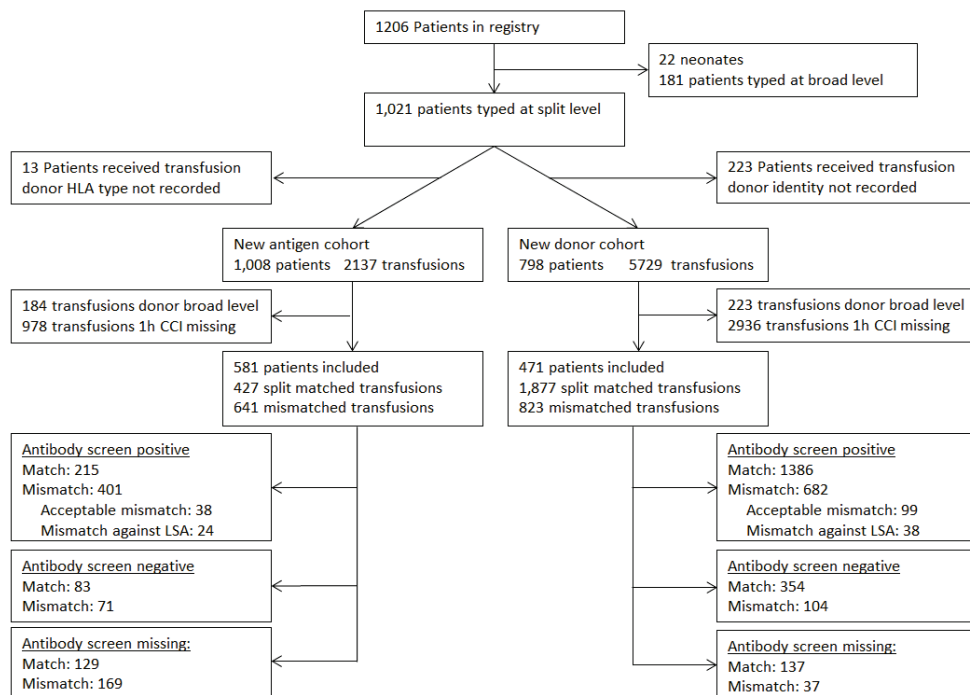 1206 Patients in registry
22 neonates
181 patients typed at broad level
1,021 patients typed at split level
13 Patients received transfusion
donor HLA type not recorded
223 Patients received transfusion
donor identity not recorded
New antigen cohort
1,008 patients 2137 transfusions
New donor cohort
798 patients 5729 transfusions
184 transfusions donor broad level
978 transfusions 1h CCI missing
223 transfusions donor broad level
2936 transfusions 1h CCI missing
581 patients included
427 split matched transfusions
641 mismatched transfusions
471 patients included
1,877 split matched transfusions
823 mismatched transfusions
Antibody screen positive
Match: 215
Mismatch: 401
Acceptable mismatch: 38
Mismatch against LSA: 24
Antibody screen positive
Match: 1386
Mismatch: 682
Acceptable mismatch: 99
Mismatch against LSA: 38
Antibody screen negative
Match: 83
Mismatch: 71
Antibody screen negative
Match: 354
Mismatch: 104
Antibody screen missing:
Match: 129
Mismatch: 169
Antibody screen missing:
Match: 137
Mismatch: 37